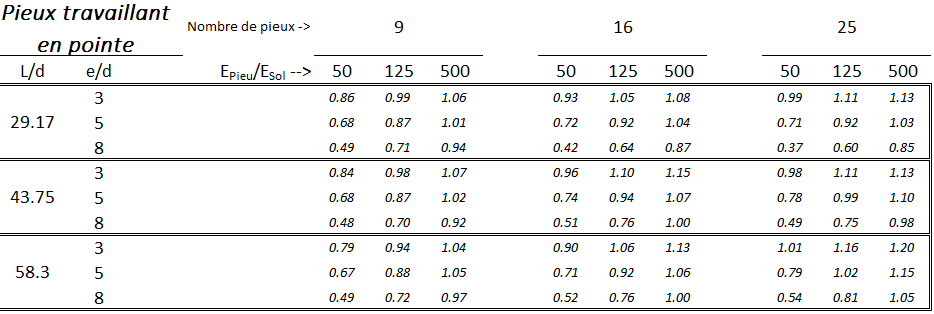 Pieux travaillant en pointe Nombre de pieux -> 9 16 25
L/d e/d EPieu/ESol --> 50 125 500 50 125 500 50 125 500
3 0.86 0.99 1.06 0.93 1.05 1.08 0.99 1.11 1.13
29.17 5 0.68 0.87 1.01 0.72 0.92 1.04 0.71 0.92 1.03
8 0.49 0.71 0.94 0.42 0.64 0.87 0.37 0.60 0.85
3 0.84 0.98 1.07 0.96 1.10 1.15 0.98 1.11 1.13
43.75 5 0.68 0.87 1.02 0.74 0.94 1.07 0.78 0.99 1.10
8 0.48 0.70 0.92 0.51 0.76 1.00 0.49 0.75 0.98
3 0.79 0.94 1.04 0.90 1.06 1.13 1.01 1.16 1.20
58.3 5 0.67 0.88 1.05 0.71 0.92 1.06 0.79 1.02 1.15
8 0.49 0.72 0.97 0.52 0.76 1.00 0.54 0.81 1.05